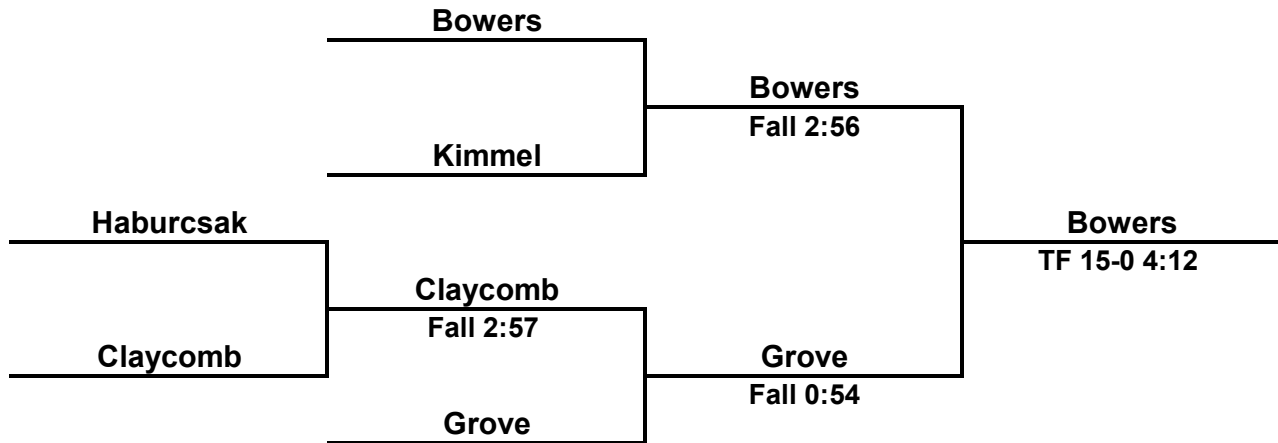 Bowers
Bowers
Fall 2:56
Kimmel
Haburcsak
Bowers
TF 15-0 4:12
Claycomb
Fall 2:57
Claycomb
Grove
Fall 0:54
Grove